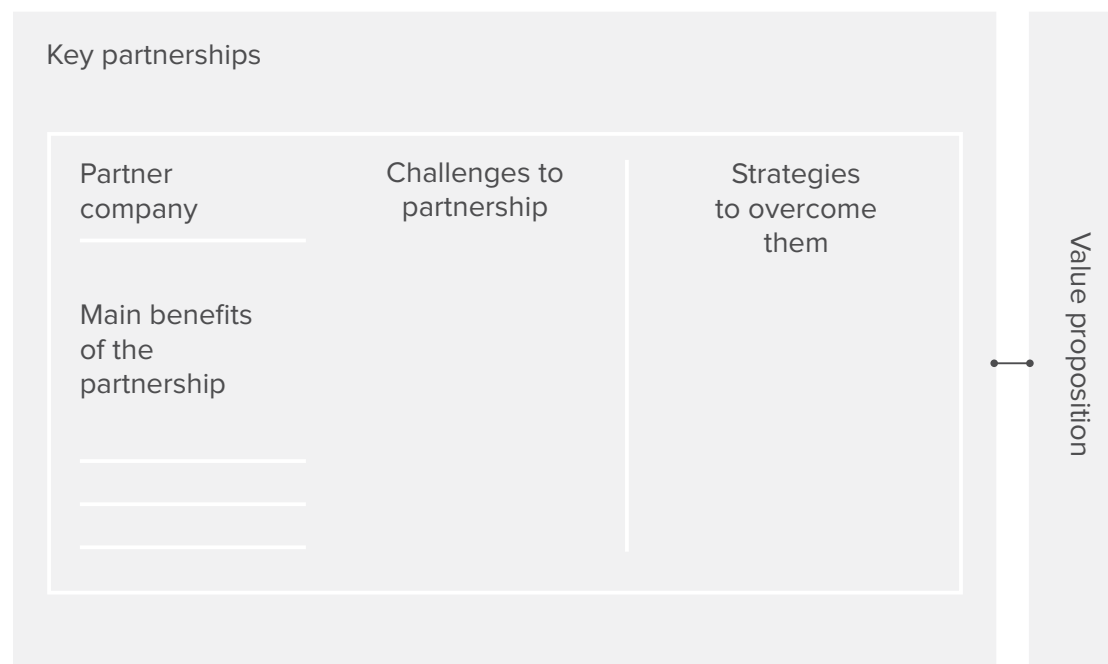 Key partnerships
Partner
company
Main benefits
of the
partnership
Challenges to
partnership
Strategies
to overcome
them
Value proposition